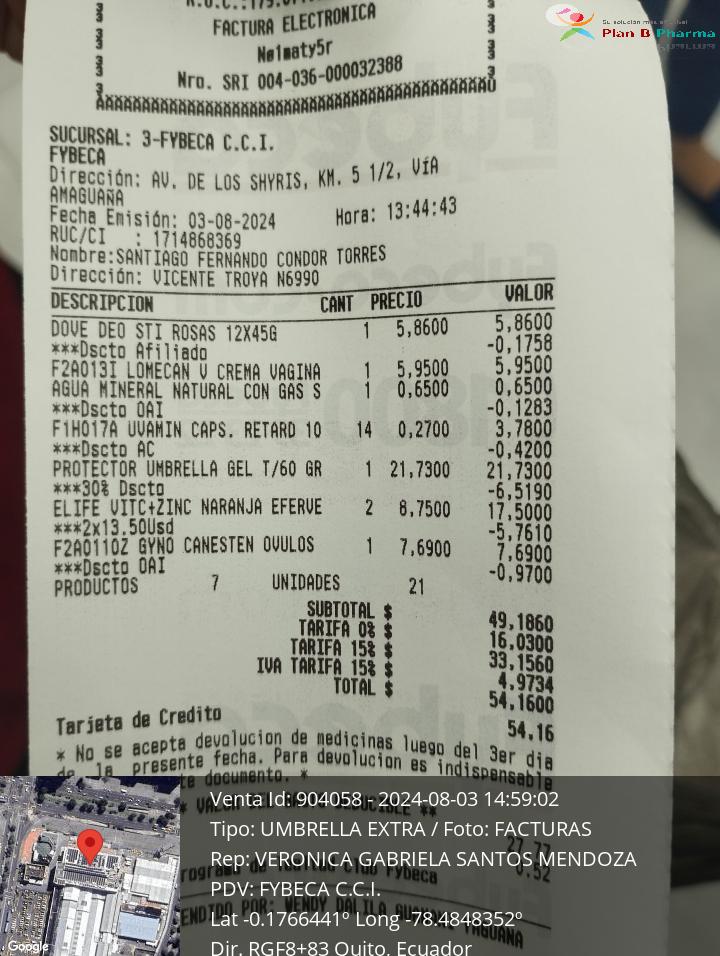 FACTURA ELECTRONICA
Nelmaty5r
Nro. SRI 004-036-000032388
Su solución más
Plan B Pharma
SUCURSAL: 3-FYBECA C.C.I.
FYBECA
Dirección: AV. DE LOS SHYRIS, KM. 5 1/2, VíA
AMAGUAÑA
Fecha Emisión: 03-08-2024 Hora: 13:44:43
RUC/CI : 1714868369
Nombre:SANTIAGO FERNANDO CONDOR TORRES
Dirección: VICENTE TROYA N6990
DESCRIPCION CANT PRECIO VALOR
DOVE DEO STI ROSAS 12X45G 1 5,8600 5,8600
***Dscto Afiliado -0,1758
F2A013I LOMECAN V CREMA VAGINA 1 5,9500 5,9500
AGUA MINERAL NATURAL CON GAS S 1 0,6500 0,6500
***Dscto OAI -0,1283
F1H017A UVAMIN CAPS. RETARD 10 14 0,2700 3,7800
***Dscto AC -0,4200
PROTECTOR UMBRELLA GEL T/60 GR 1 21,7300 21,7300
***30% Dscto -6,5190
ELIFE VITC+ZINC NARANJA EFERVE 2 8,7500 17,5000
***2x13.50Usd -5,7610
F2A0110Z GYNO CANESTEN OVULOS 1 7,6900 7,6900
***Dscto OAI -0,9700
PRODUCTOS 7 UNIDADES 21
SUBTOTAL $ 49,1860
TARIFA 0% $ 16,0300
TARIFA 15% $ 33,1560
IVA TARIFA 15% $ 4,9734
TOTAL $ 54,1600
Tarjeta de Credito 54,16
* No se acepta devolucion de medicinas luego del 3er dia
de la presente fecha. Para devolucion es indispensable
documento. *
Venta Id: 904058 - 2024-08-03 14:59:02
Tipo: UMBRELLA EXTRA / Foto: FACTURAS
Rep: VERONICA GABRIELA SANTOS MENDOZA
PDV: FYBECA C.C.I.
Lat -0.1766441º Long -78.4848352º
Dir. RGF8+83 Quito, Ecuador
Google